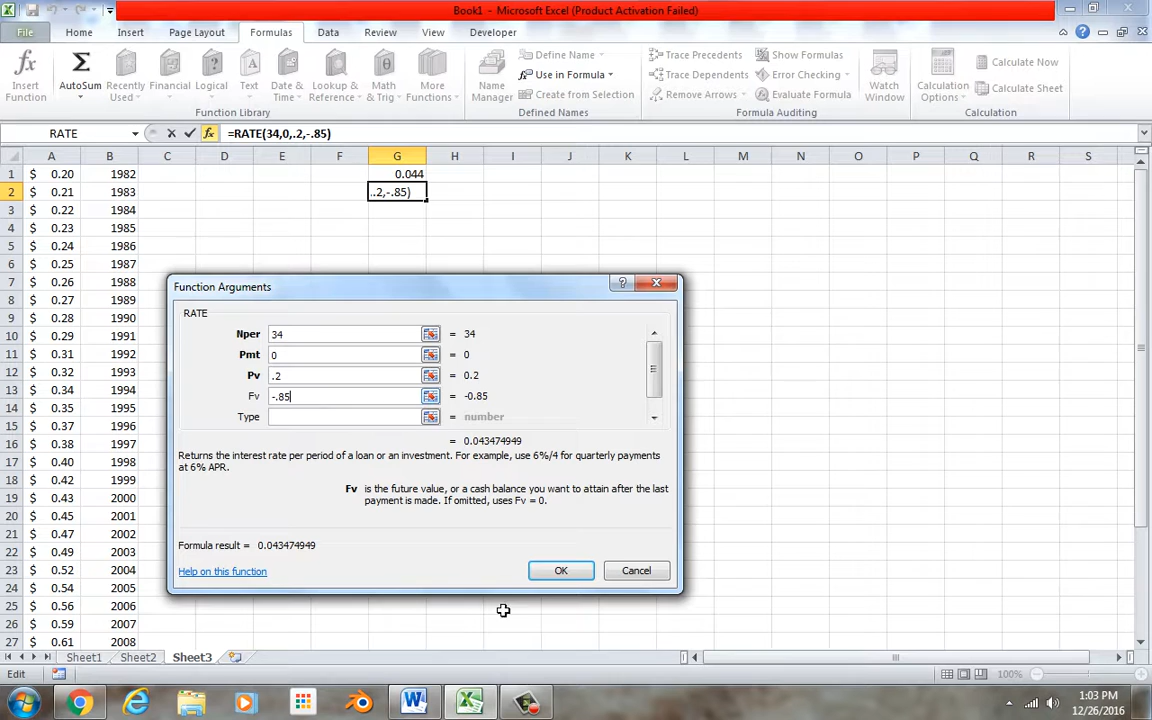 Book1 - Microsoft Excel (Product Activation Failed)
File Home Insert Page Layout Formulas Data Review View Developer
Insert Function
AutoSum
Recently Used
Financial
Logical
Text
Date & Time
Lookup & Reference
Math & Trig
More Functions
Function Library
Name Manager
Define Name
Use in Formula
Create from Selection
Defined Names
Trace Precedents
Trace Dependents
Remove Arrows
Show Formulas
Error Checking
Evaluate Formula
Formula Auditing
Watch Window
Calculation Options
Calculate Now
Calculate Sheet
Calculation
RATE =RATE(34,0,.2,-.85)
A B C D E F G H I J K L M N O P Q R S
1 $ 0.20 1982 0.044
2 $ 0.21 1983 .2,-.85)
3 $ 0.22 1984
4 $ 0.23 1985
5 $ 0.24 1986
6 $ 0.25 1987
7 $ 0.26 1988
8 $ 0.27 1989
9 $ 0.28 1990
10 $ 0.29 1991
11 $ 0.31 1992
12 $ 0.32 1993
13 $ 0.34 1994
14 $ 0.35 1995
15 $ 0.37 1996
16 $ 0.38 1997
17 $ 0.40 1998
18 $ 0.42 1999
19 $ 0.43 2000
20 $ 0.45 2001
21 $ 0.47 2002
22 $ 0.49 2003
23 $ 0.52 2004
24 $ 0.54 2005
25 $ 0.56 2006
26 $ 0.59 2007
27 $ 0.61 2008
Function Arguments
RATE
Nper 34 = 34
Pmt 0 = 0
Pv .2 = 0.2
Fv -.85 = -0.85
Type = number
= 0.043474949
Returns the interest rate per period of a loan or an investment. For example, use 6%/4 for quarterly payments
at 6% APR.
Fv is the future value, or a cash balance you want to attain after the last
payment is made. If omitted, uses Fv = 0.
Formula result = 0.043474949
Help on this function
OK Cancel
Sheet1 Sheet2 Sheet3
Edit 100%
1:03 PM
12/26/2016